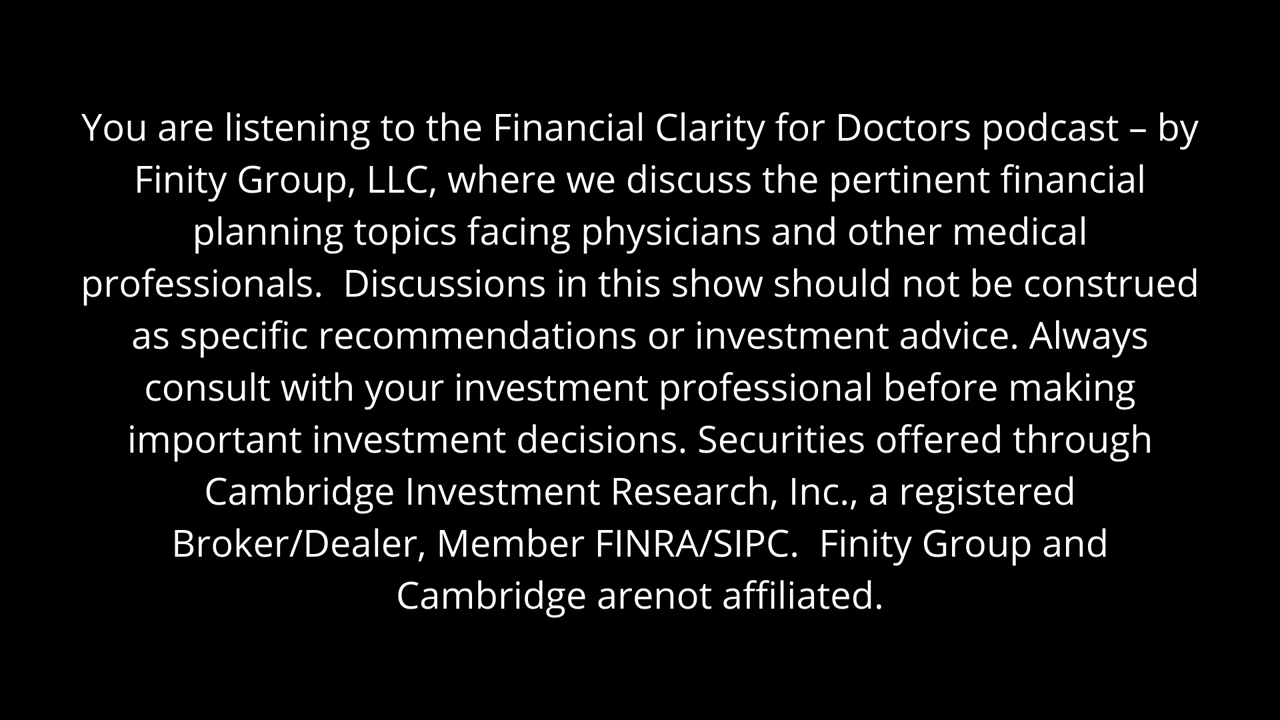 You are listening to the Financial Clarity for Doctors podcast – by
Finity Group, LLC, where we discuss the pertinent financial
planning topics facing physicians and other medical
professionals.  Discussions in this show should not be construed
as specific recommendations or investment advice. Always
consult with your investment professional before making
important investment decisions. Securities offered through
Cambridge Investment Research, Inc., a registered
Broker/Dealer, Member FINRA/SIPC.  Finity Group and
Cambridge arenot affiliated.